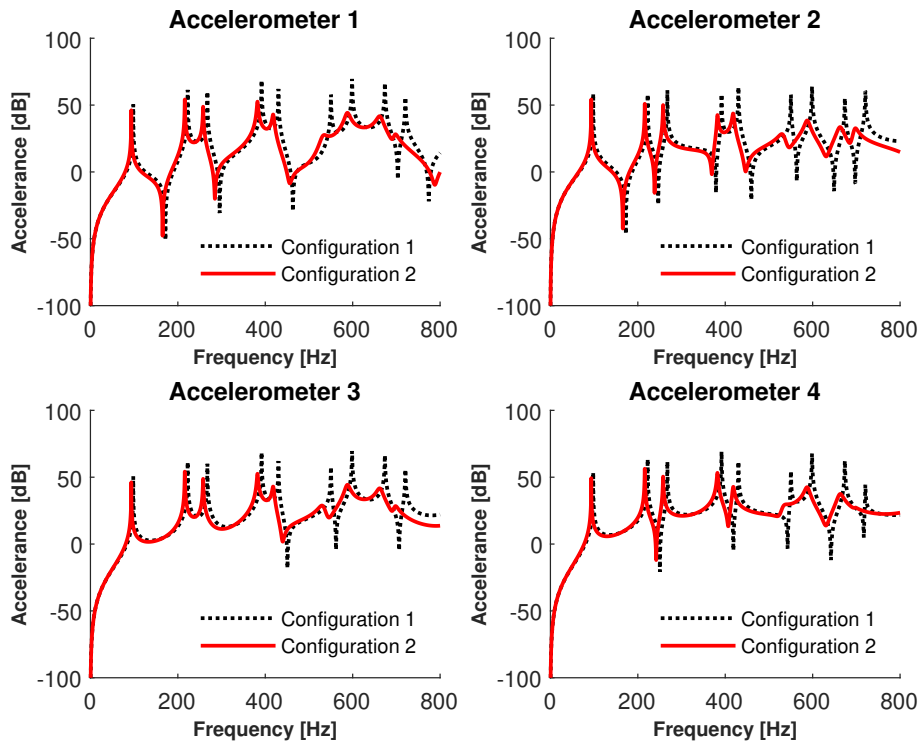 Accelerometer 1
Accelerance [dB]
100
50
0
-50
-100
Configuration 1
Configuration 2
0 200 400 600 800
Frequency [Hz]
Accelerometer 2
Accelerance [dB]
100
50
0
-50
-100
Configuration 1
Configuration 2
0 200 400 600 800
Frequency [Hz]
Accelerometer 3
Accelerance [dB]
100
50
0
-50
-100
Configuration 1
Configuration 2
0 200 400 600 800
Frequency [Hz]
Accelerometer 4
Accelerance [dB]
100
50
0
-50
-100
Configuration 1
Configuration 2
0 200 400 600 800
Frequency [Hz]